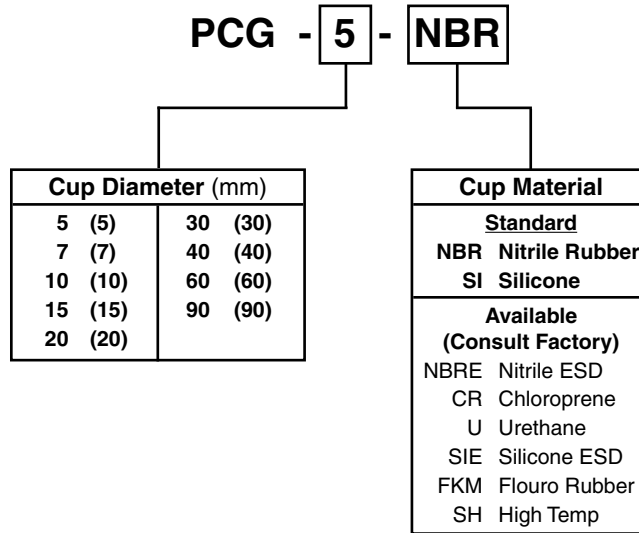 PCG - 5 - NBR
Cup Diameter (mm)
5 (5) 30 (30)
7 (7) 40 (40)
10 (10) 60 (60)
15 (15) 90 (90)
20 (20)
Cup Material
Standard
NBR Nitrile Rubber
SI Silicone
Available
(Consult Factory)
NBRE Nitrile ESD
CR Chloroprene
U Urethane
SIE Silicone ESD
FKM Flouro Rubber
SH High Temp